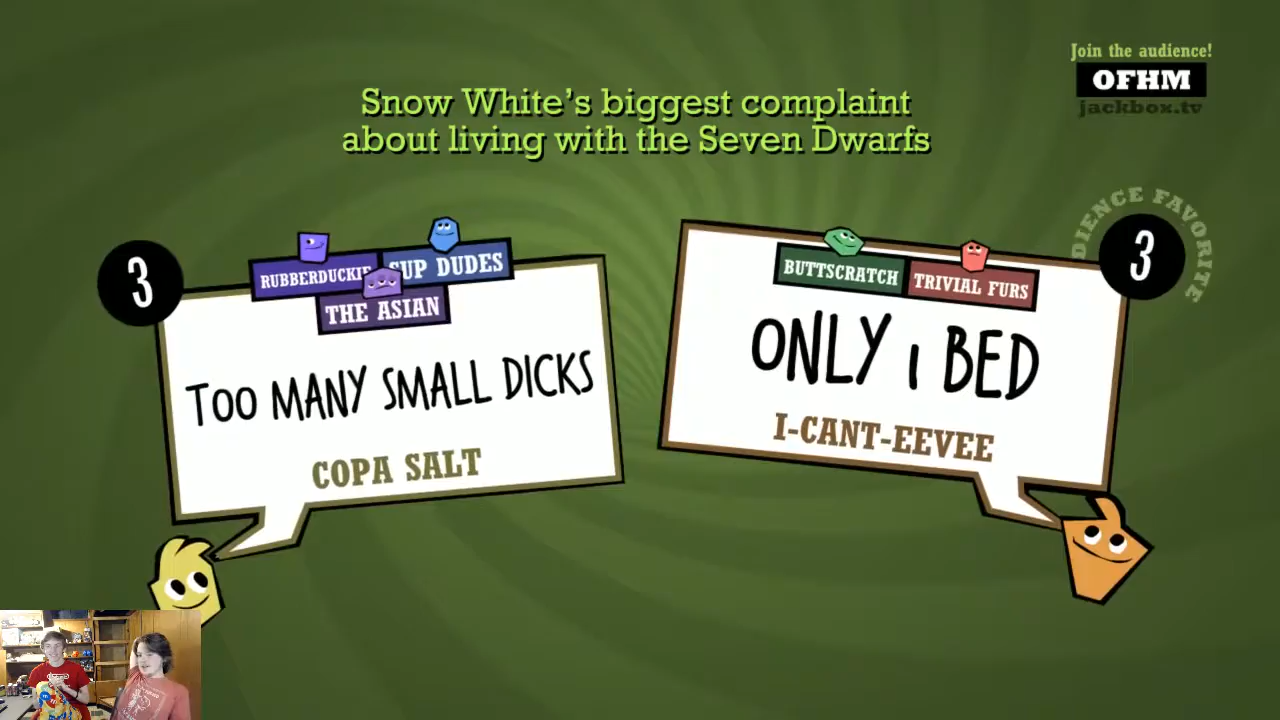 Join the audience!
OFHM
jackbox.tv
Snow White's biggest complaint
about living with the Seven Dwarfs
3
RUBBERDUCKIE
SUP DUDES
THE ASIAN
TOO MANY SMALL DICKS
COPA SALT
BUTTSCRATCH
TRIVIAL FURS
ONLY 1 BED
I-CANT-EEVEE
3
DIENCE FAVORITE